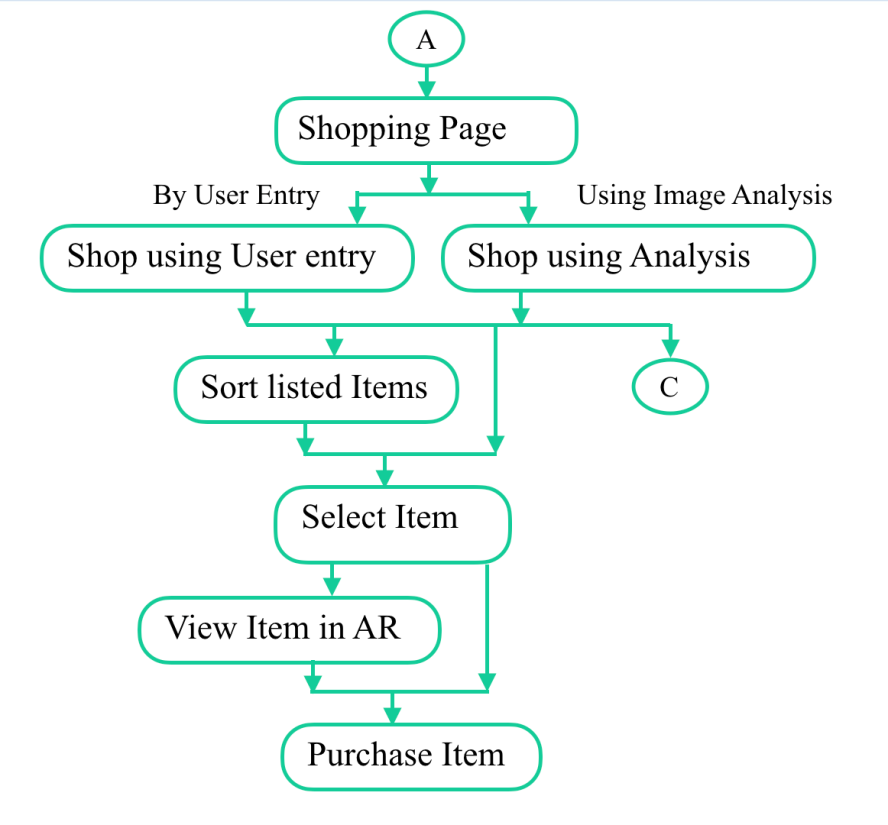 A
Shopping Page
By User Entry
Using Image Analysis
Shop using User entry
Shop using Analysis
Sort listed Items
C
Select Item
View Item in AR
Purchase Item